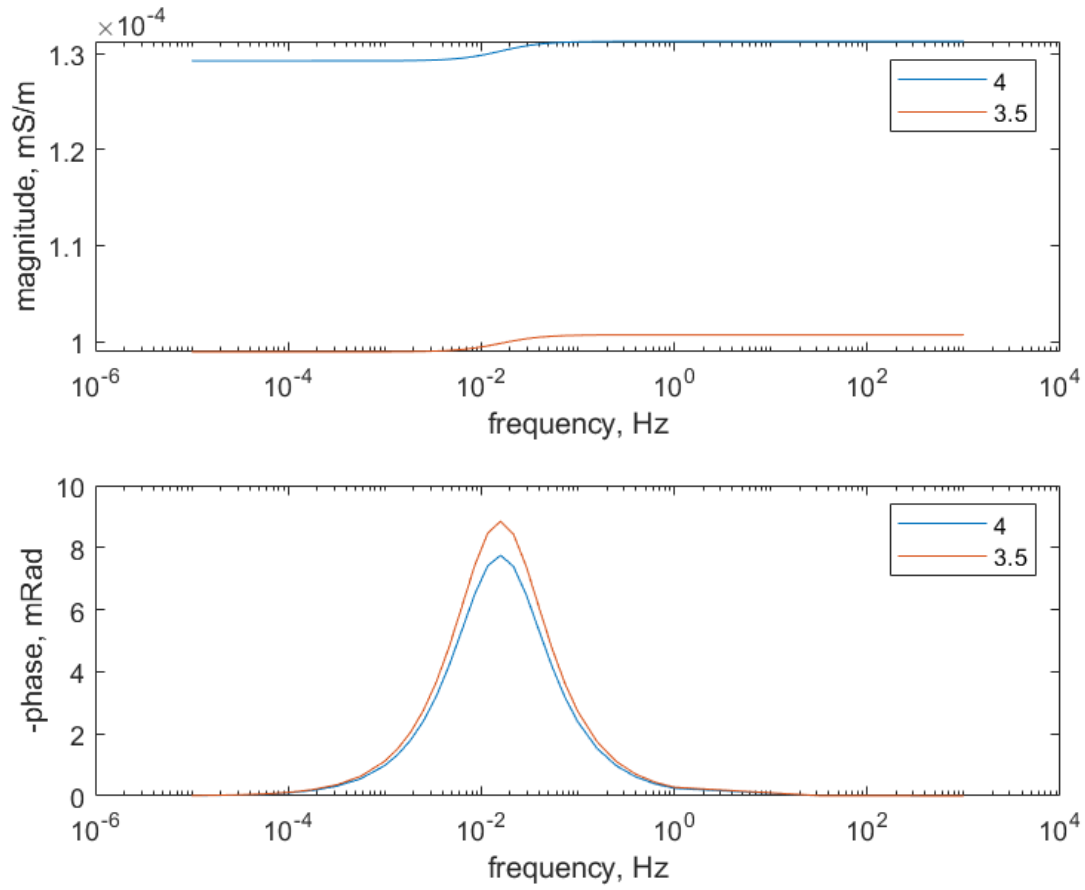 ×10⁻⁴
1.3
1.2
1.1
1
magnitude, mS/m
4
3.5
10⁻⁶ 10⁻⁴ 10⁻² 10⁰ 10² 10⁴
frequency, Hz
10
8
6
4
2
0
-phase, mRad
4
3.5
10⁻⁶ 10⁻⁴ 10⁻² 10⁰ 10² 10⁴
frequency, Hz